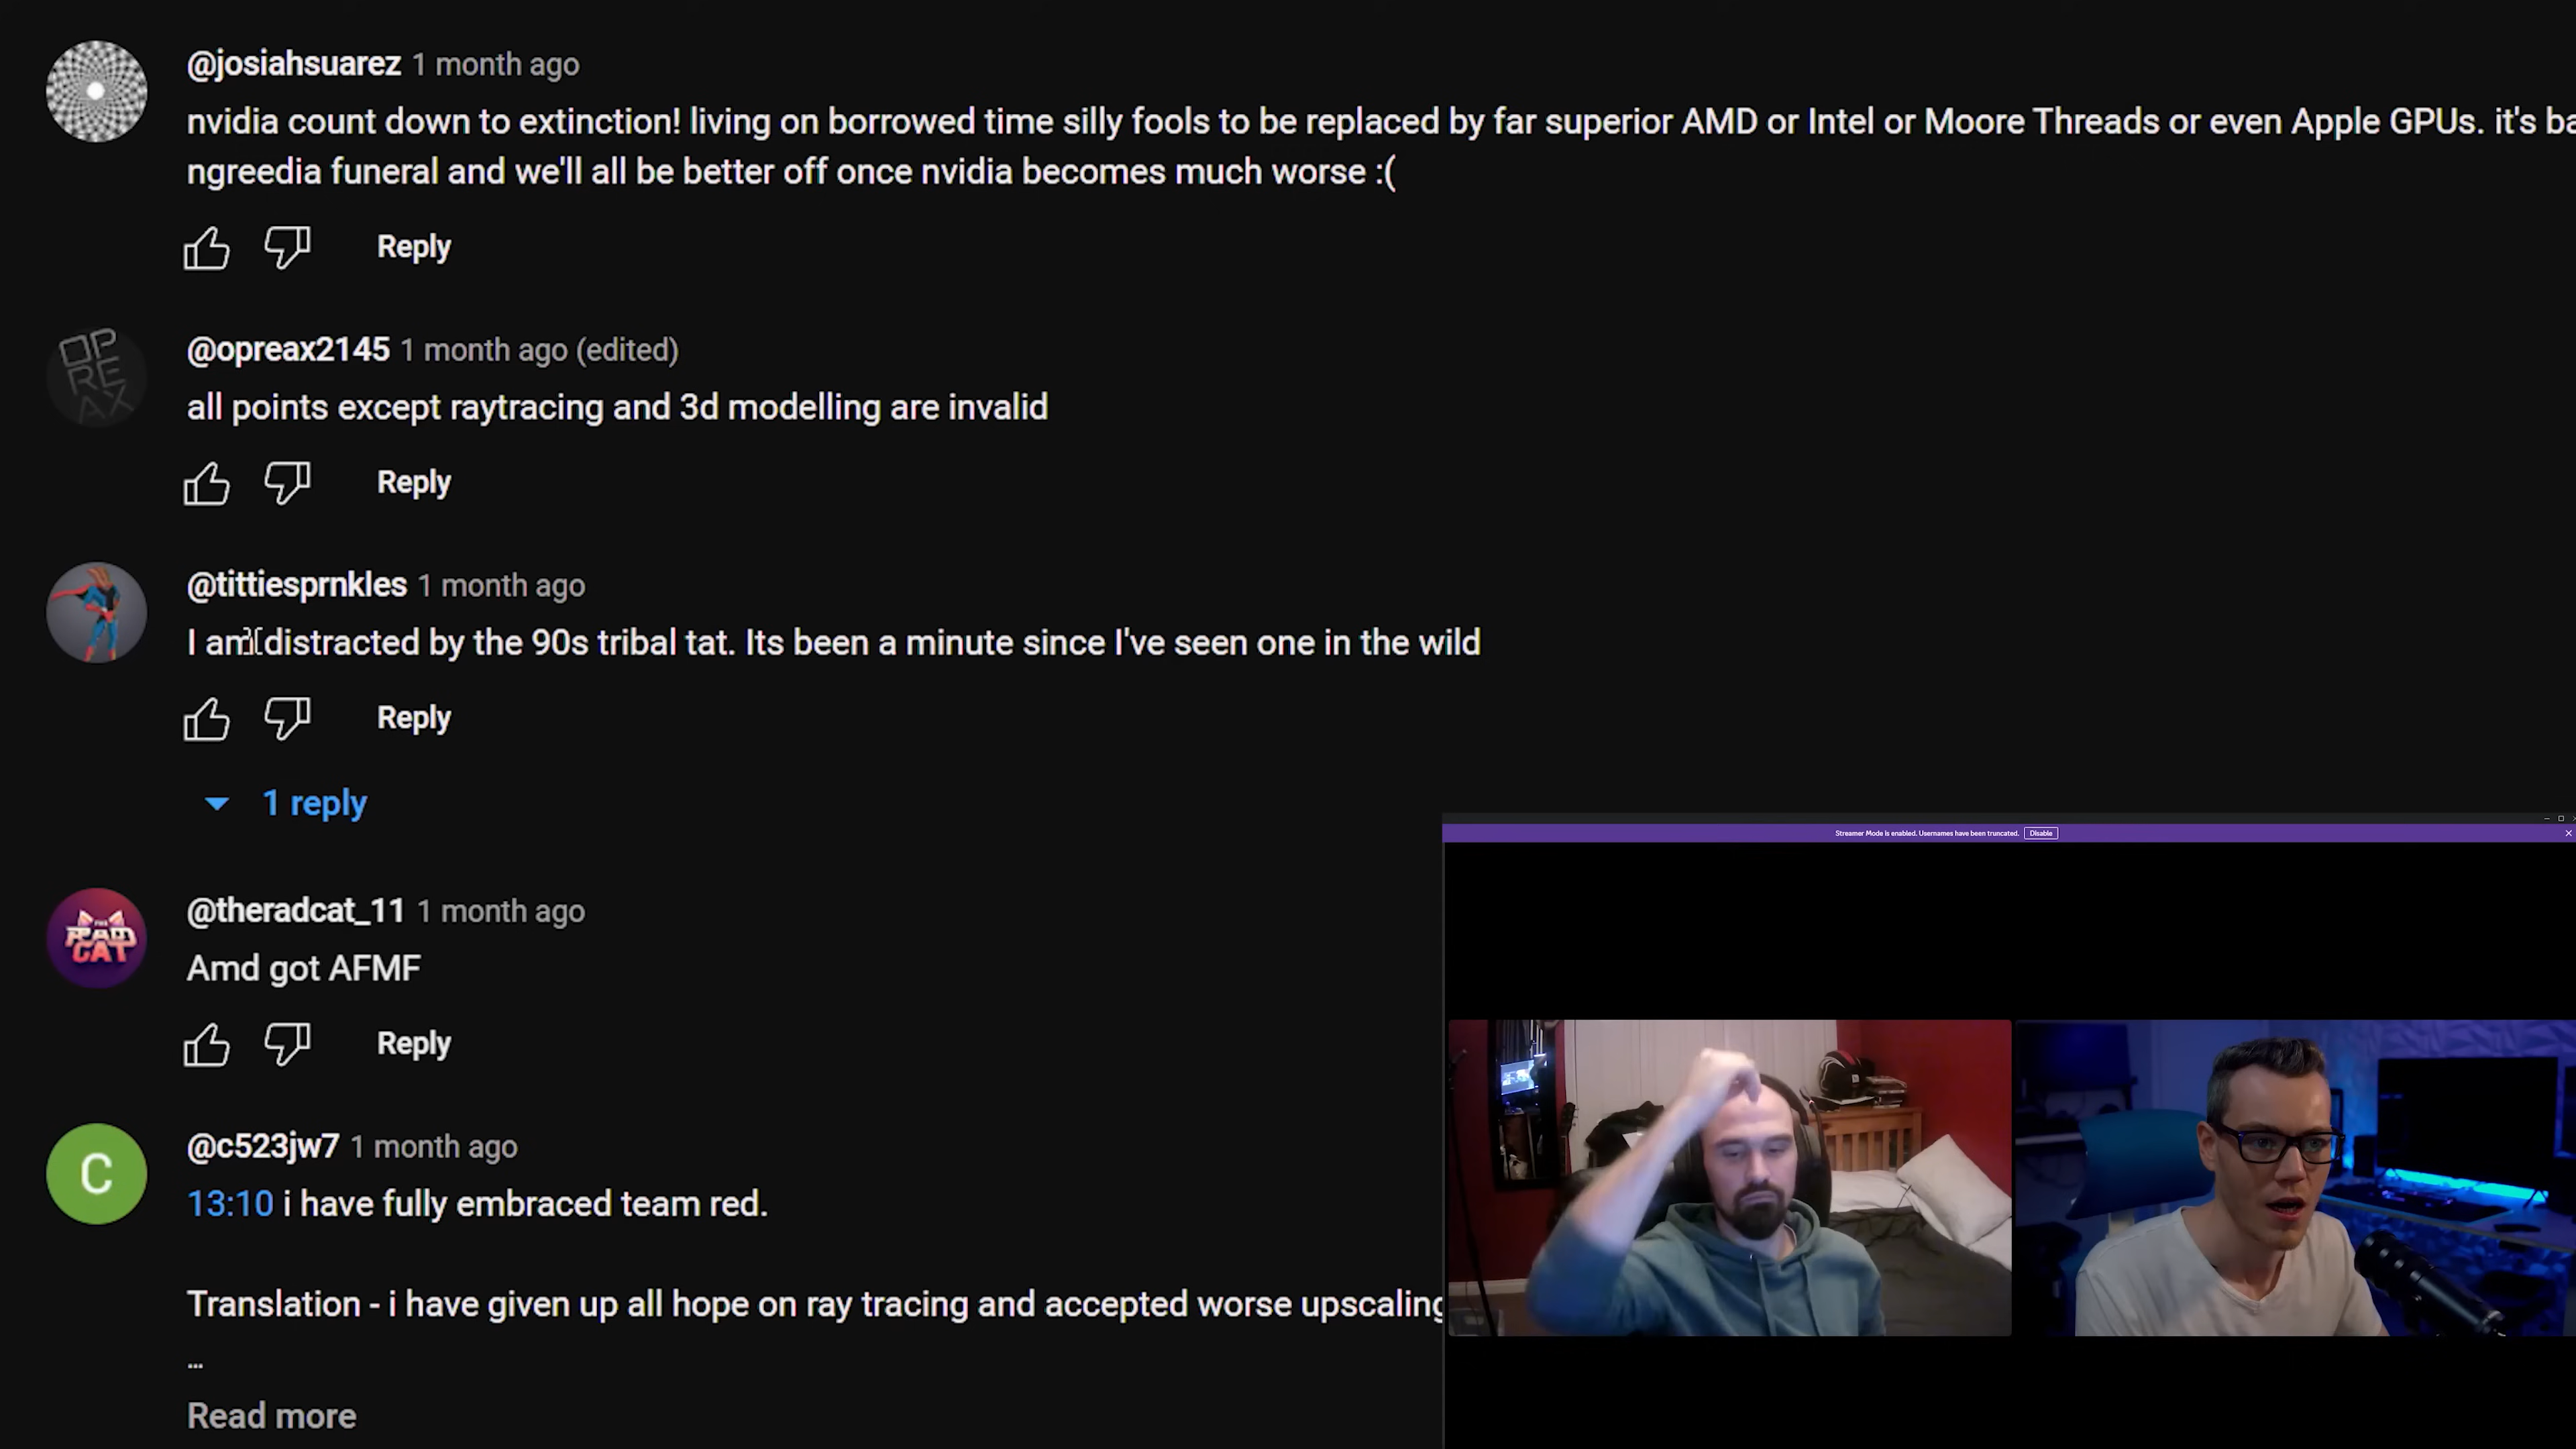 @josiahsuarez 1 month ago
nvidia count down to extinction! living on borrowed time silly fools to be replaced by far superior AMD or Intel or Moore Threads or even Apple GPUs. it's ba
ngreedia funeral and we'll all be better off once nvidia becomes much worse :(
Reply
OP
RE
AX
@opreax2145 1 month ago (edited)
all points except raytracing and 3d modelling are invalid
Reply
@tittiesprnkles 1 month ago
I am distracted by the 90s tribal tat. Its been a minute since I've seen one in the wild
Reply
1 reply
Streamer Mode is enabled. Usernames have been truncated. Disable
THE
RAD
CAT
@theradcat_11 1 month ago
Amd got AFMF
Reply
C
@c523jw7 1 month ago
13:10 i have fully embraced team red.
Translation - i have given up all hope on ray tracing and accepted worse upscaling
...
Read more